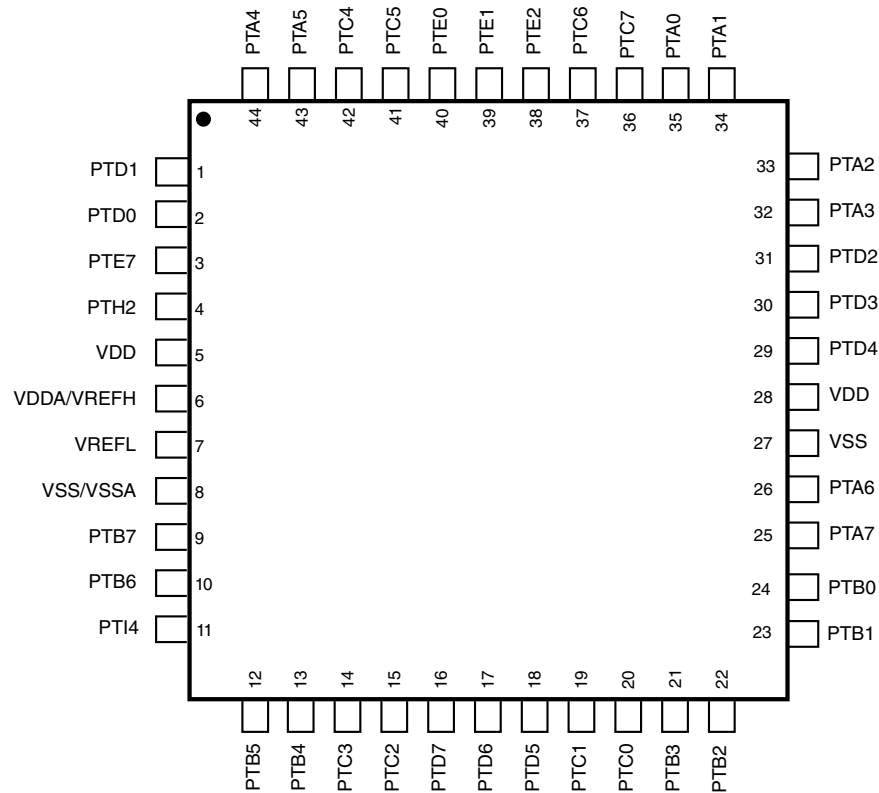 PTA4 PTA5 PTC4 PTC5 PTE0 PTE1 PTE2 PTC6 PTC7 PTA0 PTA1
44 43 42 41 40 39 38 37 36 35 34
PTD1 1 33 PTA2
PTD0 2 32 PTA3
PTE7 3 31 PTD2
PTH2 4 30 PTD3
VDD 5 29 PTD4
VDDA/VREFH 6 28 VDD
VREFL 7 27 VSS
VSS/VSSA 8 26 PTA6
PTB7 9 25 PTA7
PTB6 10 24 PTB0
PTI4 11 23 PTB1
12 13 14 15 16 17 18 19 20 21 22
PTB5 PTB4 PTC3 PTC2 PTD7 PTD6 PTD5 PTC1 PTC0 PTB3 PTB2